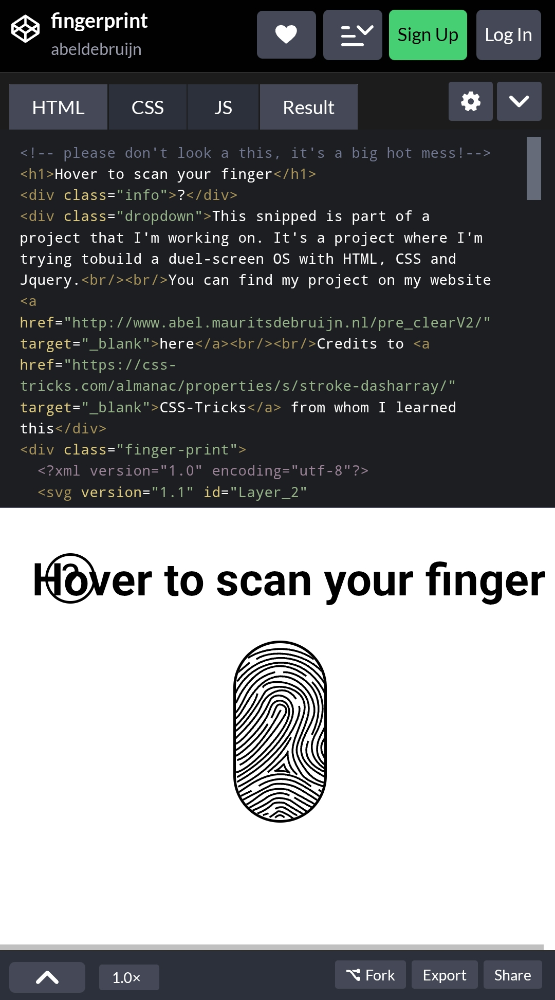 fingerprint
abeldebruijn
Sign Up
Log In
HTML
CSS
JS
Result
<!-- please don't look a this, it's a big hot mess!-->
<h1>Hover to scan your finger</h1>
<div class="info">?</div>
<div class="dropdown">This snipped is part of a
project that I'm working on. It's a project where I'm
trying tobuild a duel-screen OS with HTML, CSS and
Jquery.<br/><br/>You can find my project on my website
<a
href="http://www.abel.mauritsdebruijn.nl/pre_clearV2/"
target="_blank">here</a><br/><br/>Credits to <a
href="https://css-
tricks.com/almanac/properties/s/stroke-dasharray/"
target="_blank">CSS-Tricks</a> from whom I learned
this</div>
<div class="finger-print">
<?xml version="1.0" encoding="utf-8"?>
<svg version="1.1" id="Layer_2"
?
Hover to scan your finger
1.0×
Fork
Export
Share